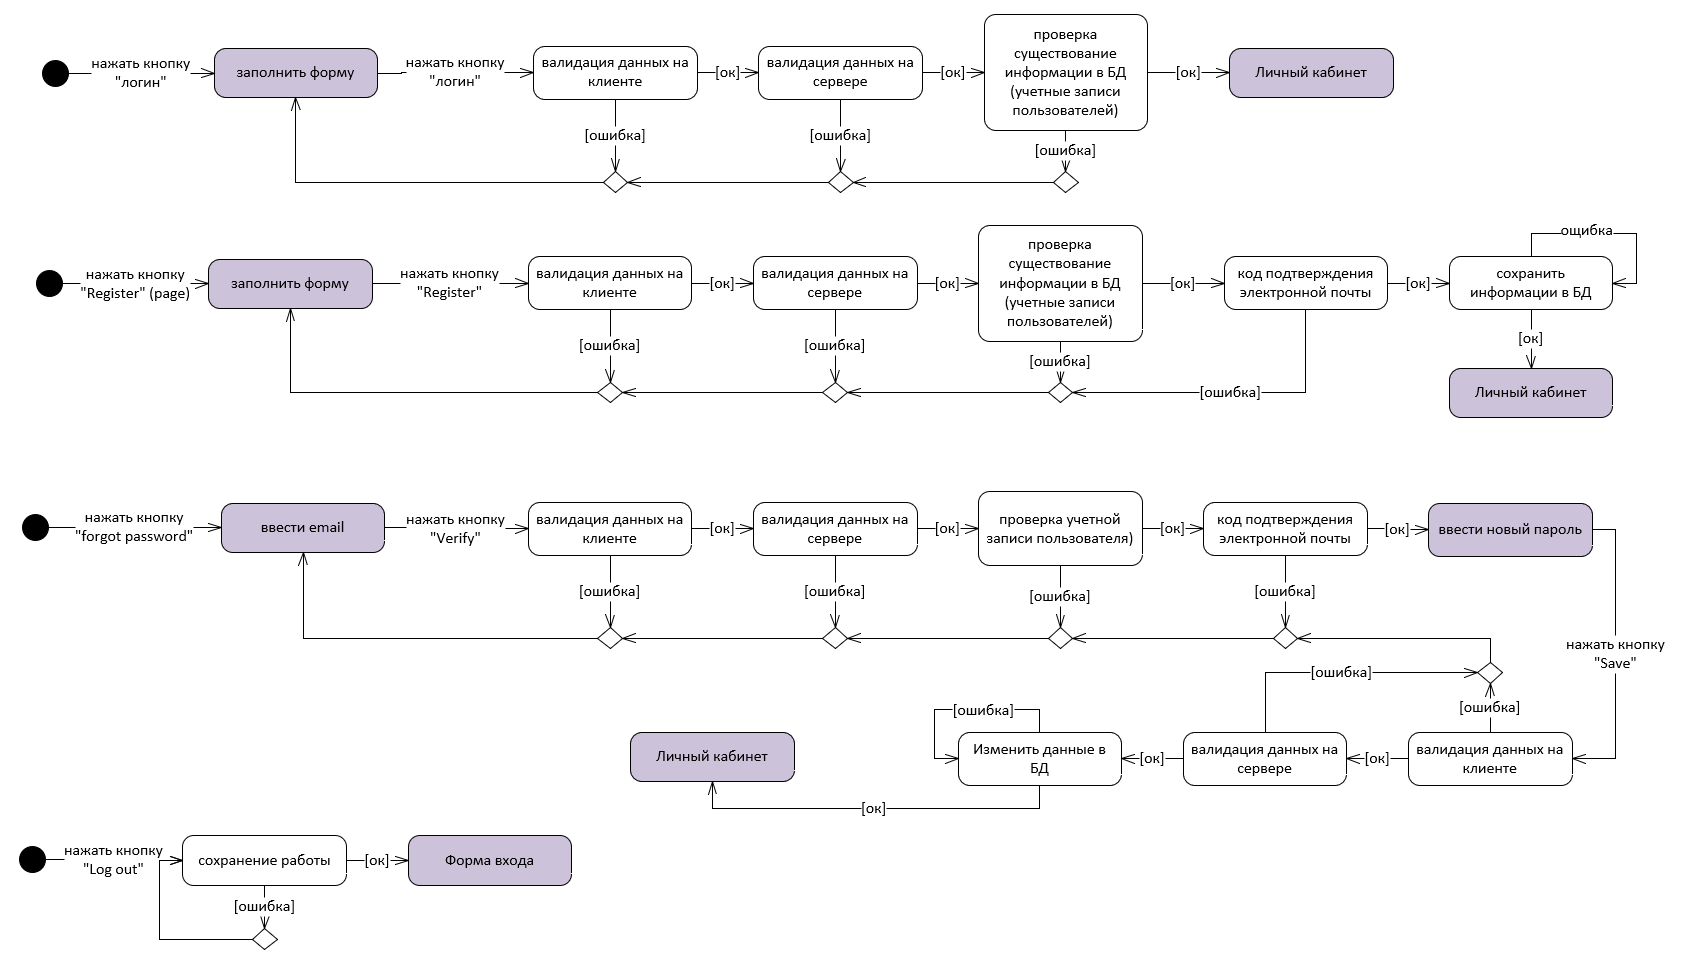 нажать кнопку
"логин"
заполнить форму
нажать кнопку
"логин"
валидация данных на
клиенте
[ок]
валидация данных на
сервере
[ок]
проверка
существование
информации в БД
(учетные записи
пользователей)
[ок]
Личный кабинет
[ошибка]
[ошибка]
[ошибка]
нажать кнопку
"Register" (page)
заполнить форму
нажать кнопку
"Register"
валидация данных на
клиенте
[ок]
валидация данных на
сервере
[ок]
проверка
существование
информации в БД
(учетные записи
пользователей)
[ок]
код подтверждения
электронной почты
[ок]
сохранить
информации в БД
ощибка
[ок]
Личный кабинет
[ошибка]
[ошибка]
[ошибка]
[ошибка]
нажать кнопку
"forgot password"
ввести email
нажать кнопку
"Verify"
валидация данных на
клиенте
[ок]
валидация данных на
сервере
[ок]
проверка учетной
записи пользователя)
[ок]
код подтверждения
электронной почты
[ок]
ввести новый пароль
[ошибка]
[ошибка]
[ошибка]
[ошибка]
нажать кнопку
"Save"
[ошибка]
[ошибка]
[ошибка]
Личный кабинет
Изменить данные в
БД
[ок]
валидация данных на
сервере
[ок]
валидация данных на
клиенте
[ок]
нажать кнопку
"Log out"
сохранение работы
[ок]
Форма входа
[ошибка]